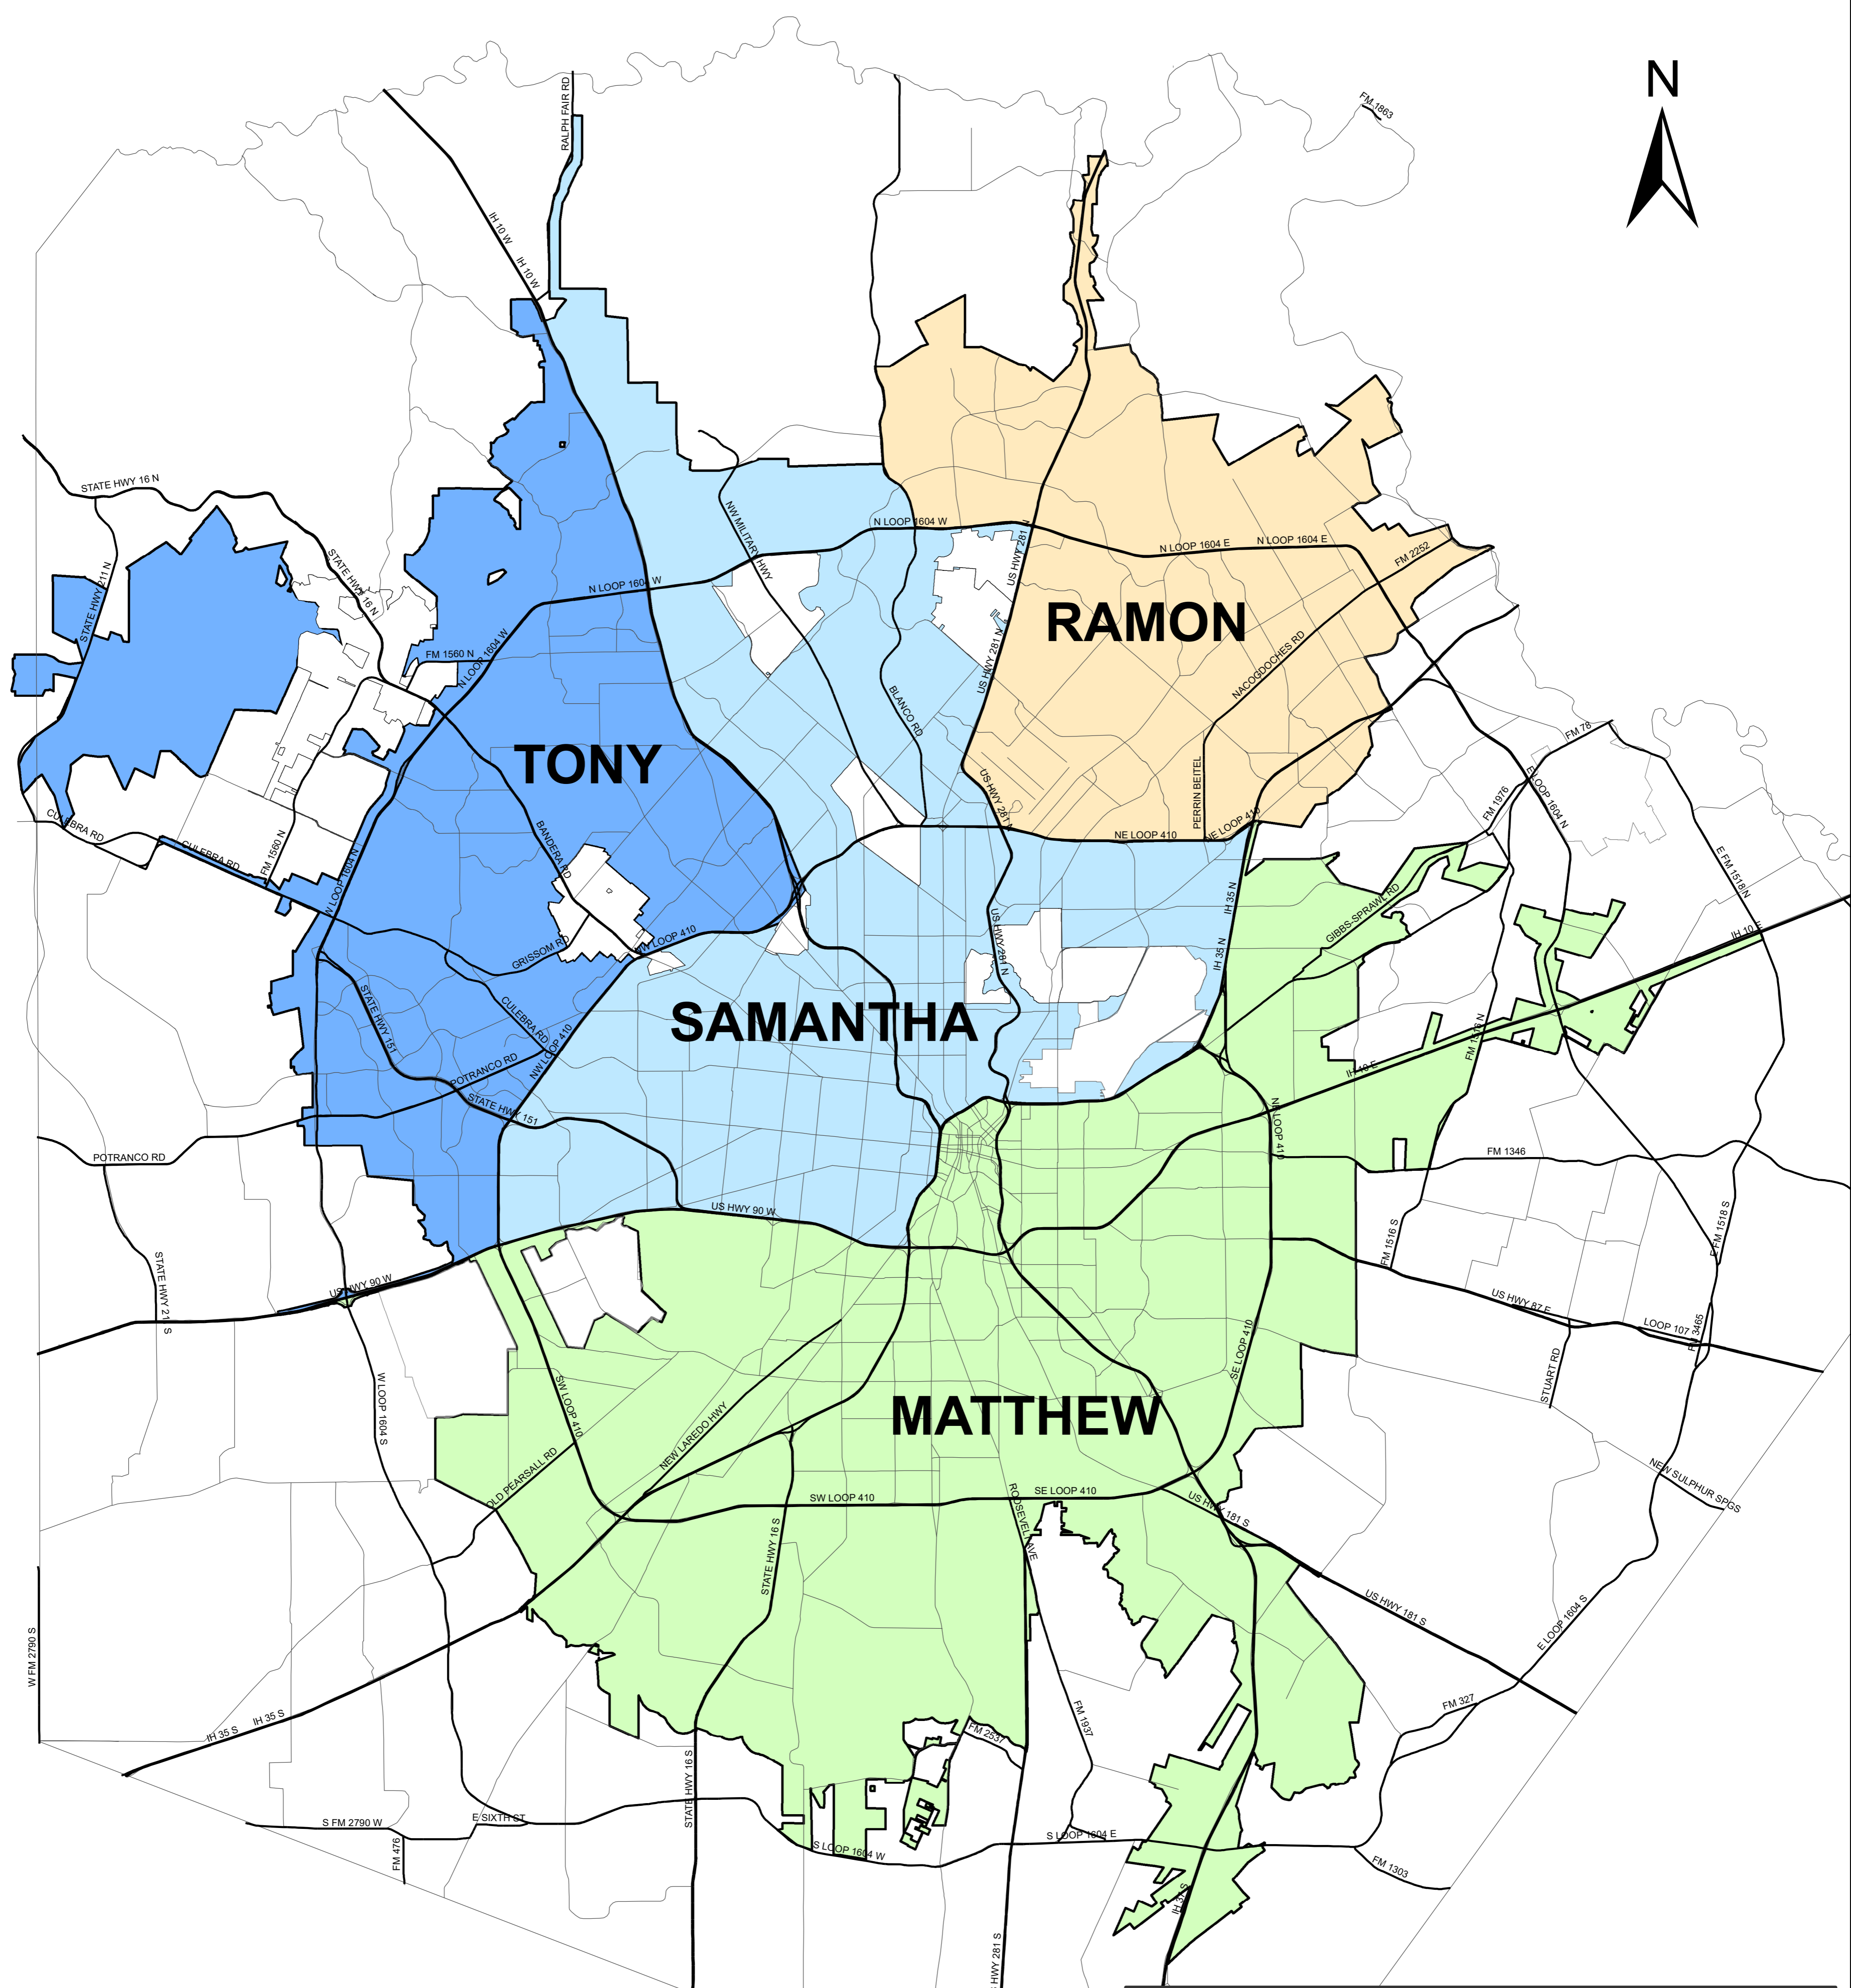 N
FM 1863
RALPH FAIR RD
IH 10 W
IH 10 W
STATE HWY 16 N
STATE HWY 211 N
STATE HWY 16 N
NW MILITARY HWY
N LOOP 1604 W
US HWY 281 N
N LOOP 1604 E
N LOOP 1604 E
FM 2252
N LOOP 1604 W
RAMON
FM 1560 N
N LOOP 1604 W
US HWY 281 N
NACOGDOCHES RD
BLANCO RD
TONY
FM 78
US HWY 281 N
PERRIN BEITEL
E LOOP 1604 N
FM 1976
CULEBRA RD
CULEBRA RD
FM 1560 N
BANDERA RD
NE LOOP 410
NE LOOP 410
W LOOP 1604 N
E FM 1518 N
IH 35 N
GIBBS-SPRAWL RD
GRISSOM RD
NW LOOP 410
US HWY 281 N
IH 35 N
IH 10 E
STATE HWY 151
CULEBRA RD
SAMANTHA
NW LOOP 410
POTRANCO RD
STATE HWY 151
FM 1516 N
IH 10 E
NE LOOP 410
POTRANCO RD
FM 1346
US HWY 90 W
FM 1516 S
E FM 1518 S
STATE HWY 211 S
US HWY 90 W
US HWY 87 E
LOOP 107
FM 3465
STUART RD
SE LOOP 410
W LOOP 1604 S
SW LOOP 410
MATTHEW
NEW LAREDO HWY
OLD PEARSALL RD
NEW SULPHUR SPGS
SW LOOP 410
SE LOOP 410
ROOSEVELT AVE
US HWY 181 S
STATE HWY 16 S
US HWY 181 S
E LOOP 1604 S
W FM 2790 S
IH 35 S
IH 35 S
FM 1937
FM 327
FM 2537
STATE HWY 16 S
S FM 2790 W
E SIXTH ST
FM 476
S LOOP 1604 W
S LOOP 1604 E
FM 1303
IH 37 S
HWY 281 S